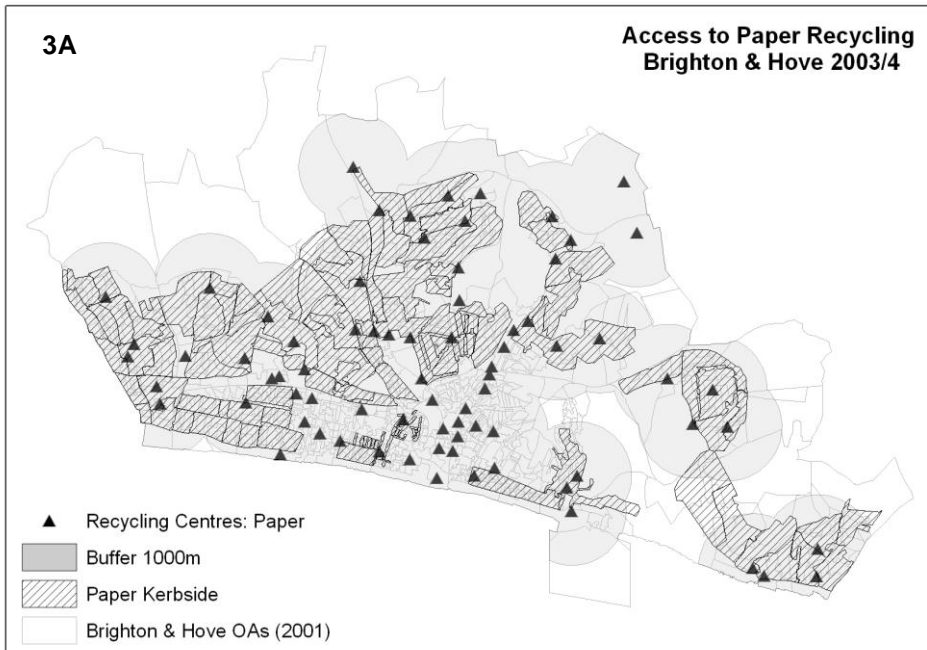 3A
Access to Paper Recycling
Brighton & Hove 2003/4
Recycling Centres: Paper
Buffer 1000m
Paper Kerbside
Brighton & Hove OAs (2001)